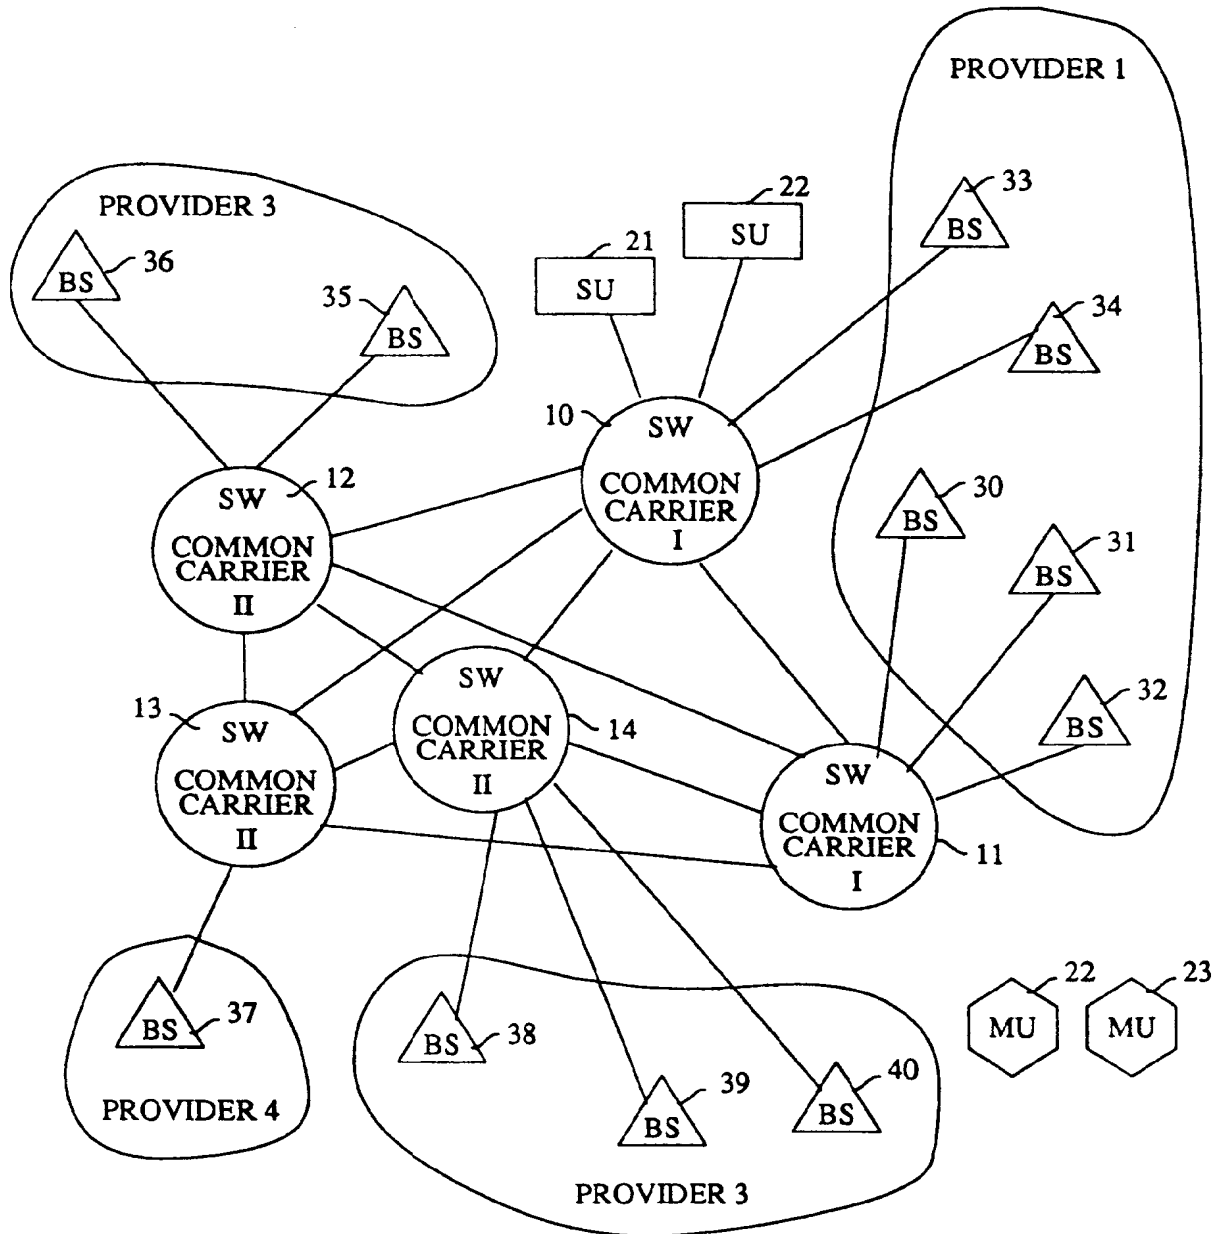 PROVIDER 1
33
BS
34
BS
30
BS
31
BS
32
BS
PROVIDER 3
36
BS
35
BS
22
SU
21
SU
10
SW
COMMON
CARRIER
I
12
SW
COMMON
CARRIER
II
13
SW
COMMON
CARRIER
II
14
SW
COMMON
CARRIER
II
11
SW
COMMON
CARRIER
I
37
BS
PROVIDER 4
38
BS
39
BS
40
BS
PROVIDER 3
22
MU
23
MU